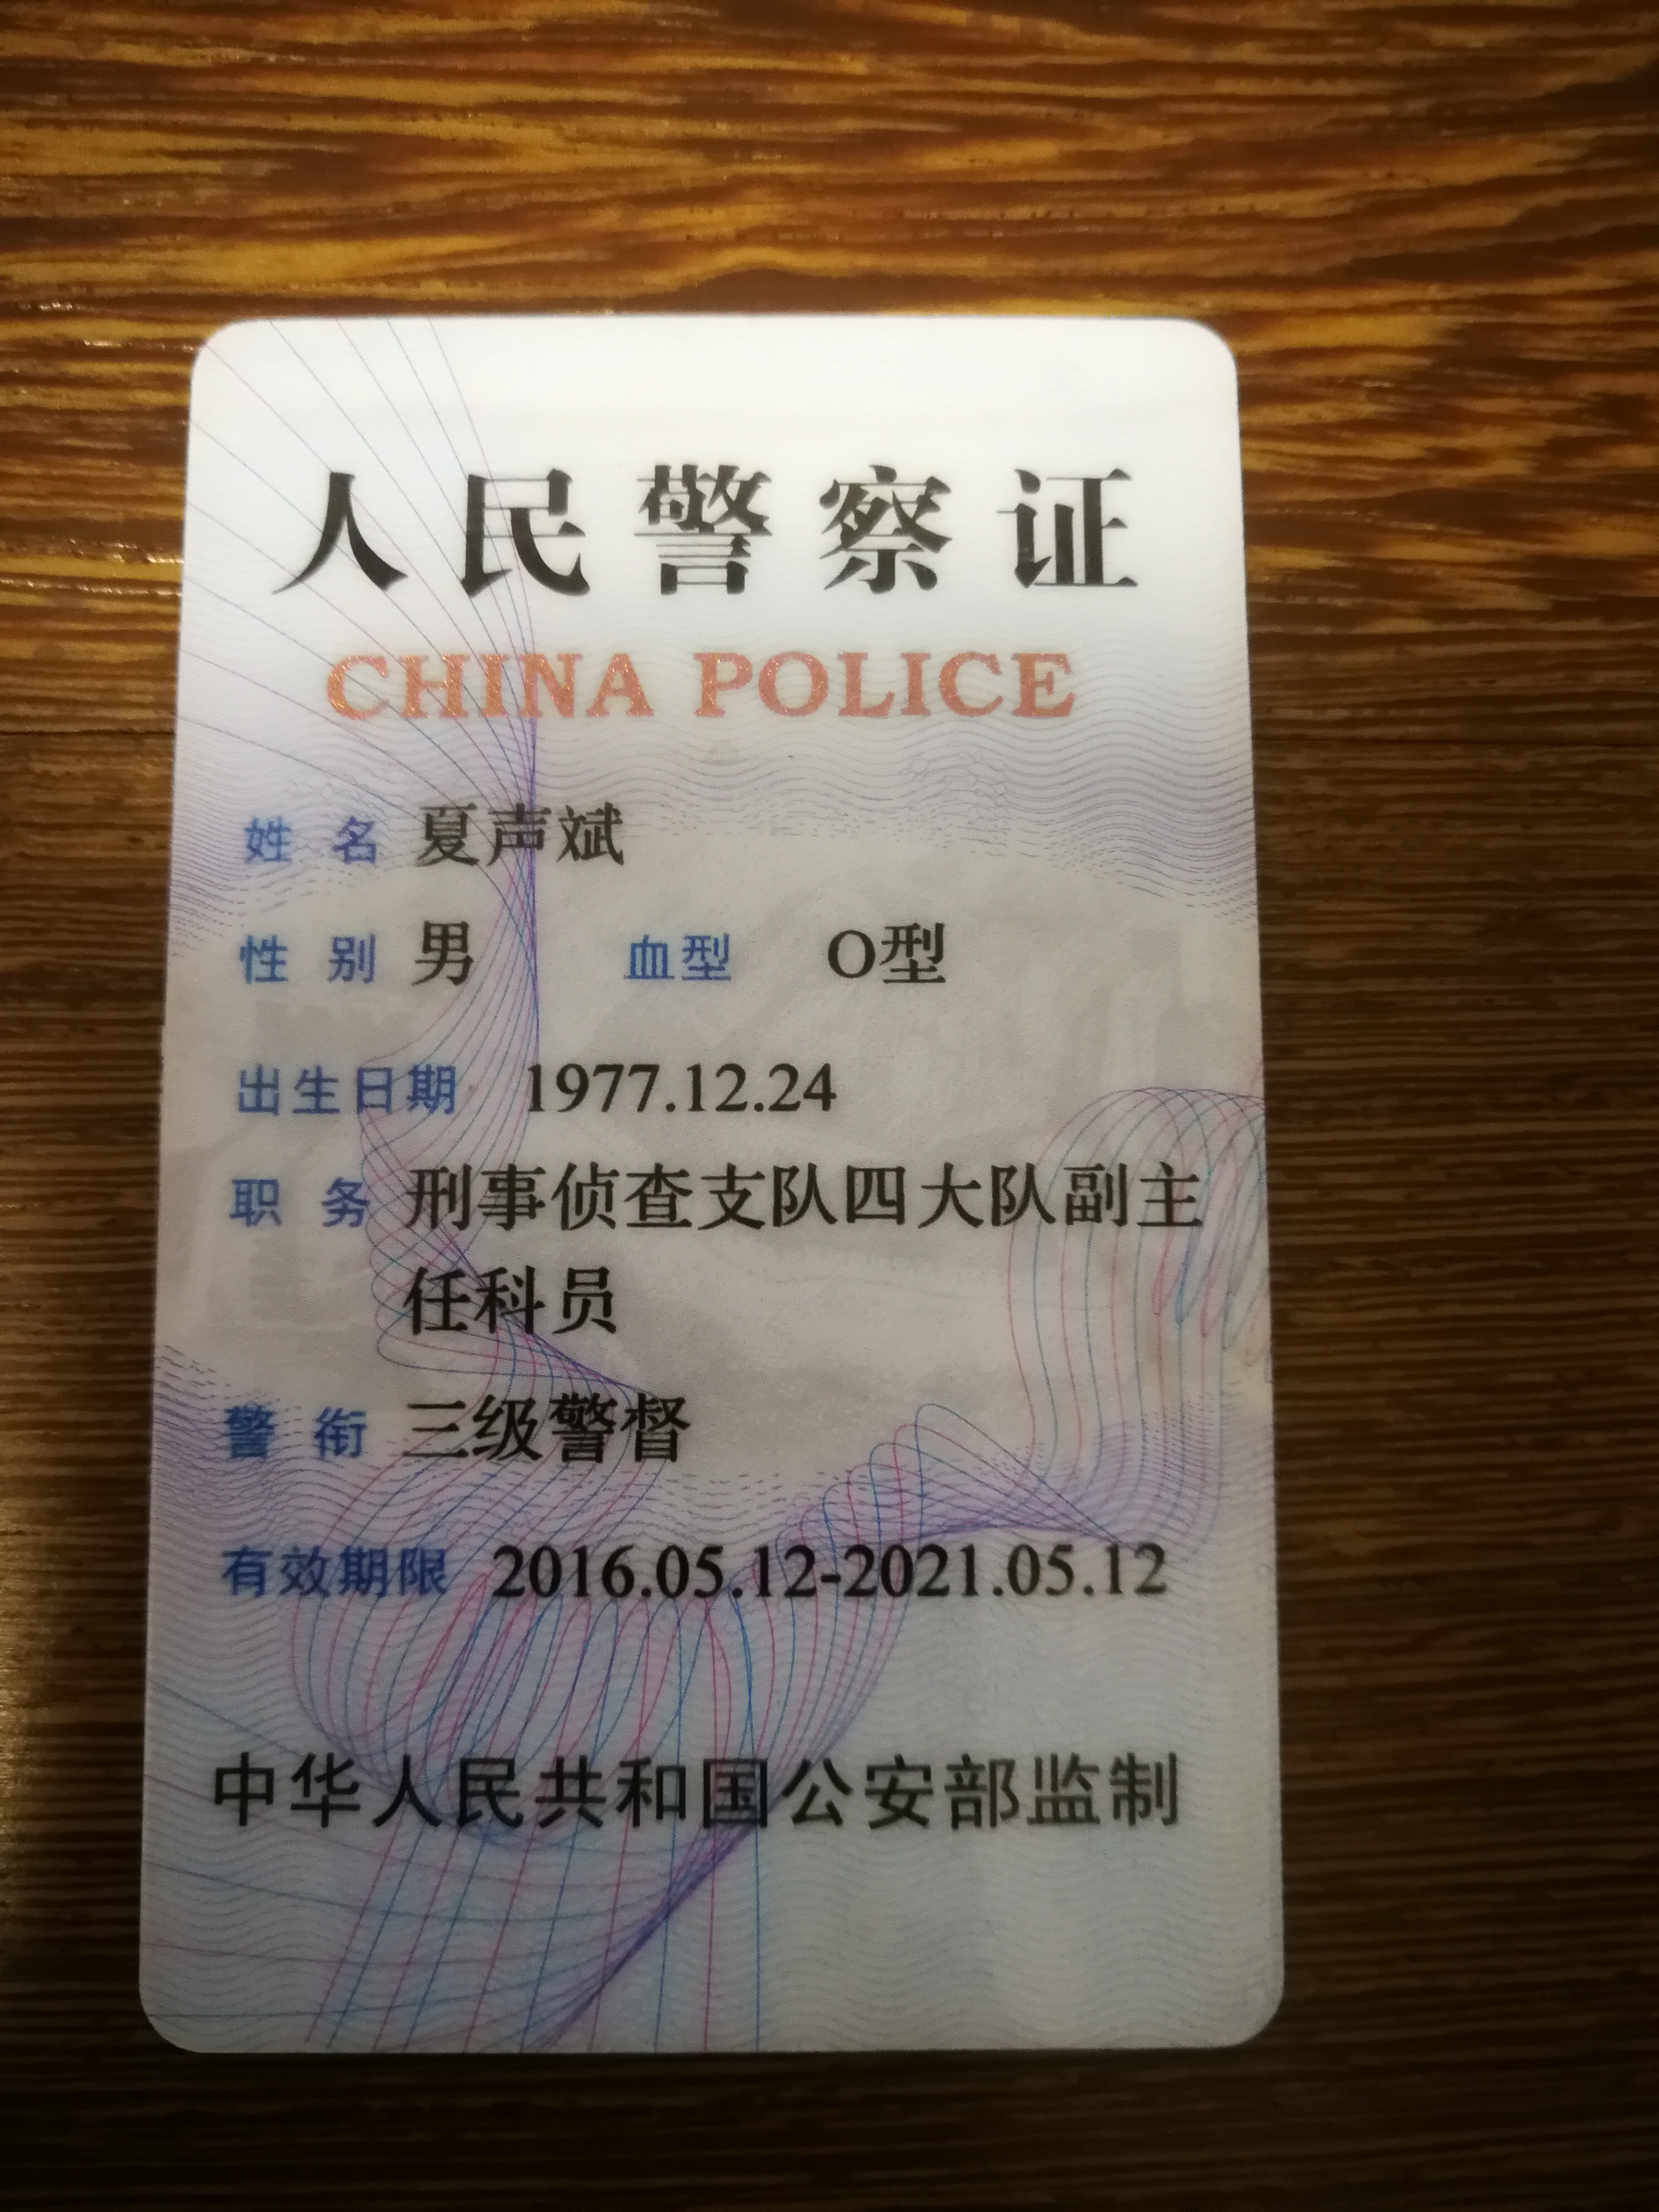 人民警察证
CHINA POLICE
姓名 夏声斌
性别 男 血型 O型
出生日期 1977.12.24
职务 刑事侦查支队四大队副主
任科员
警衔 三级警督
有效期限 2016.05.12-2021.05.12
中华人民共和国公安部监制